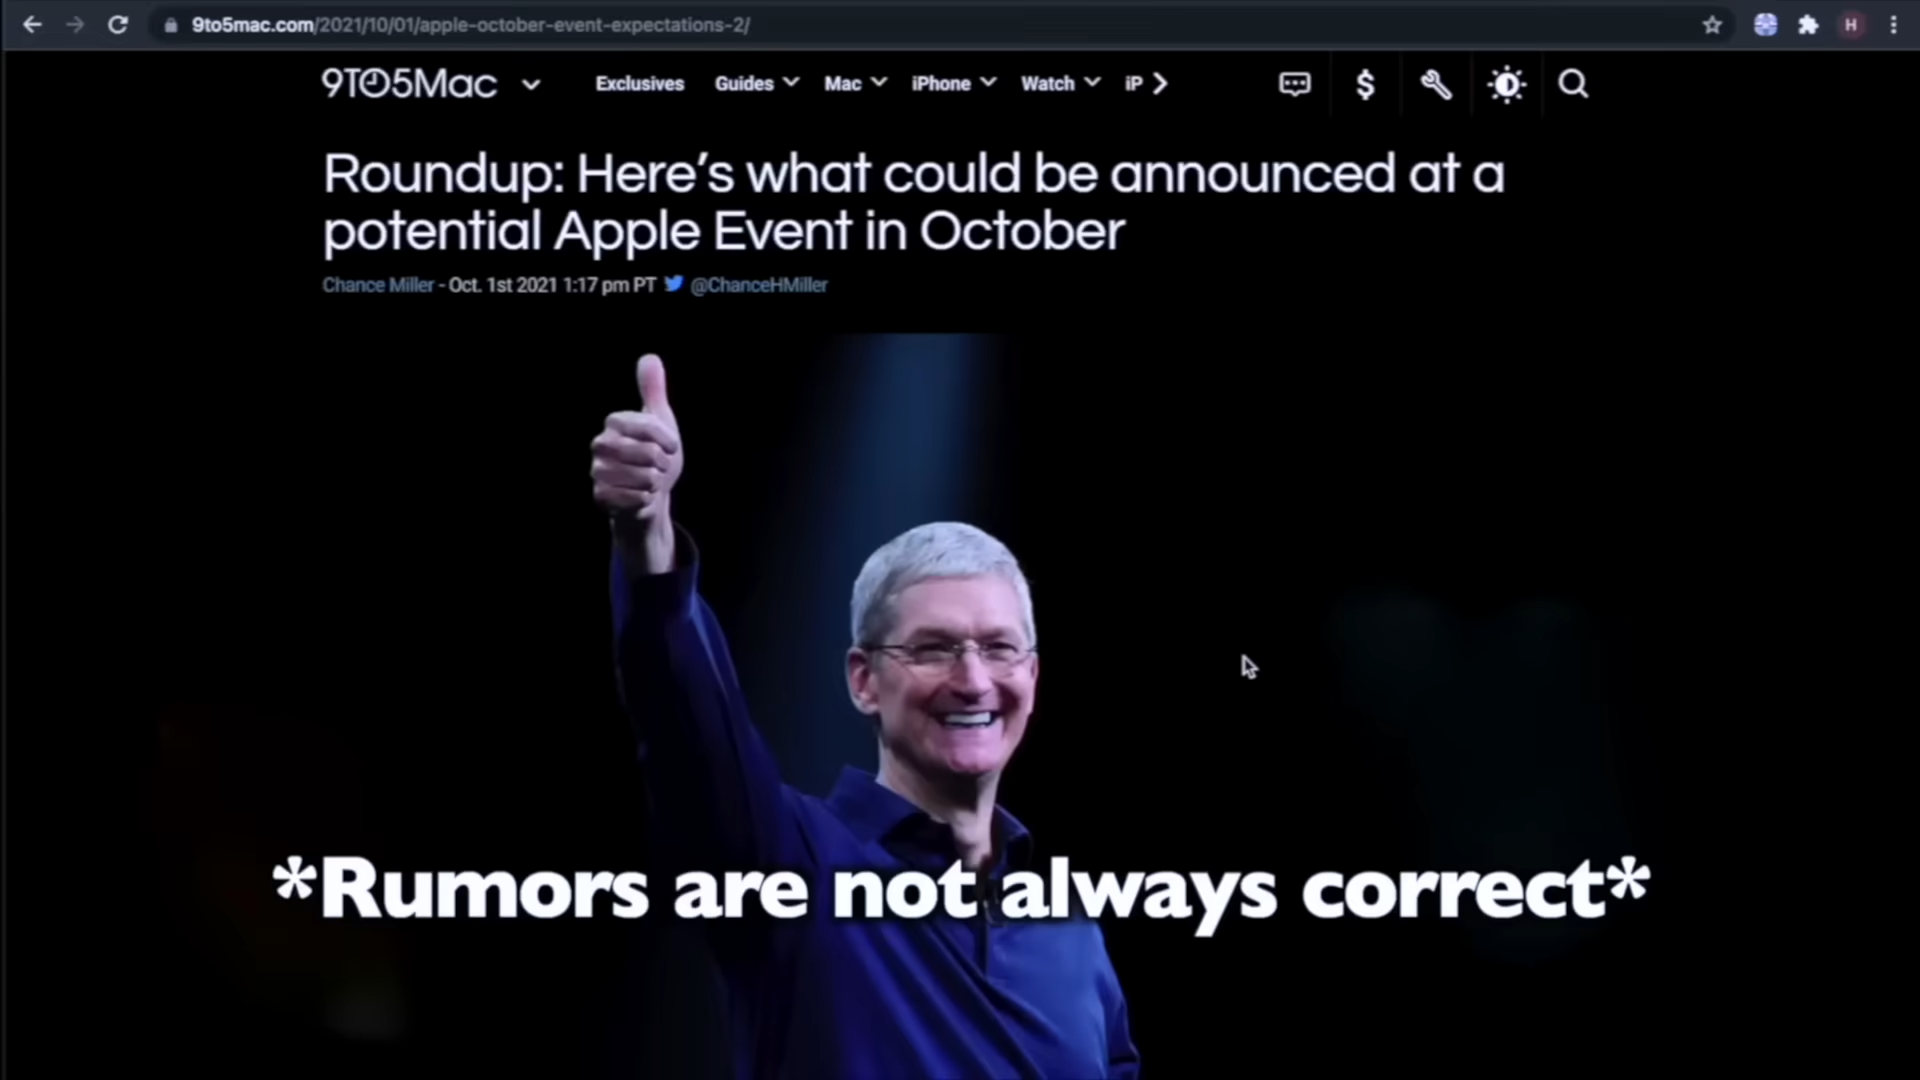 9to5mac.com/2021/10/01/apple-october-event-expectations-2/
H
9TO5Mac
Exclusives Guides Mac iPhone Watch iP
$
Roundup: Here's what could be announced at a
potential Apple Event in October
Chance Miller - Oct. 1st 2021 1:17 pm PT @ChanceHMiller
*Rumors are not always correct*